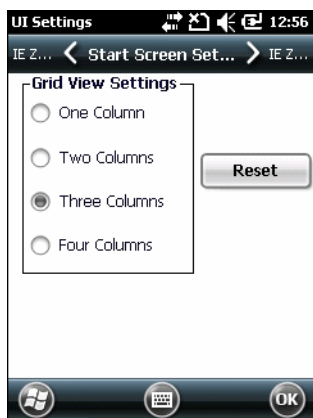 UI Settings 12:56
IE Z... Start Screen Set... IE Z...
Grid View Settings
One Column
Two Columns
Reset
Three Columns
Four Columns
OK